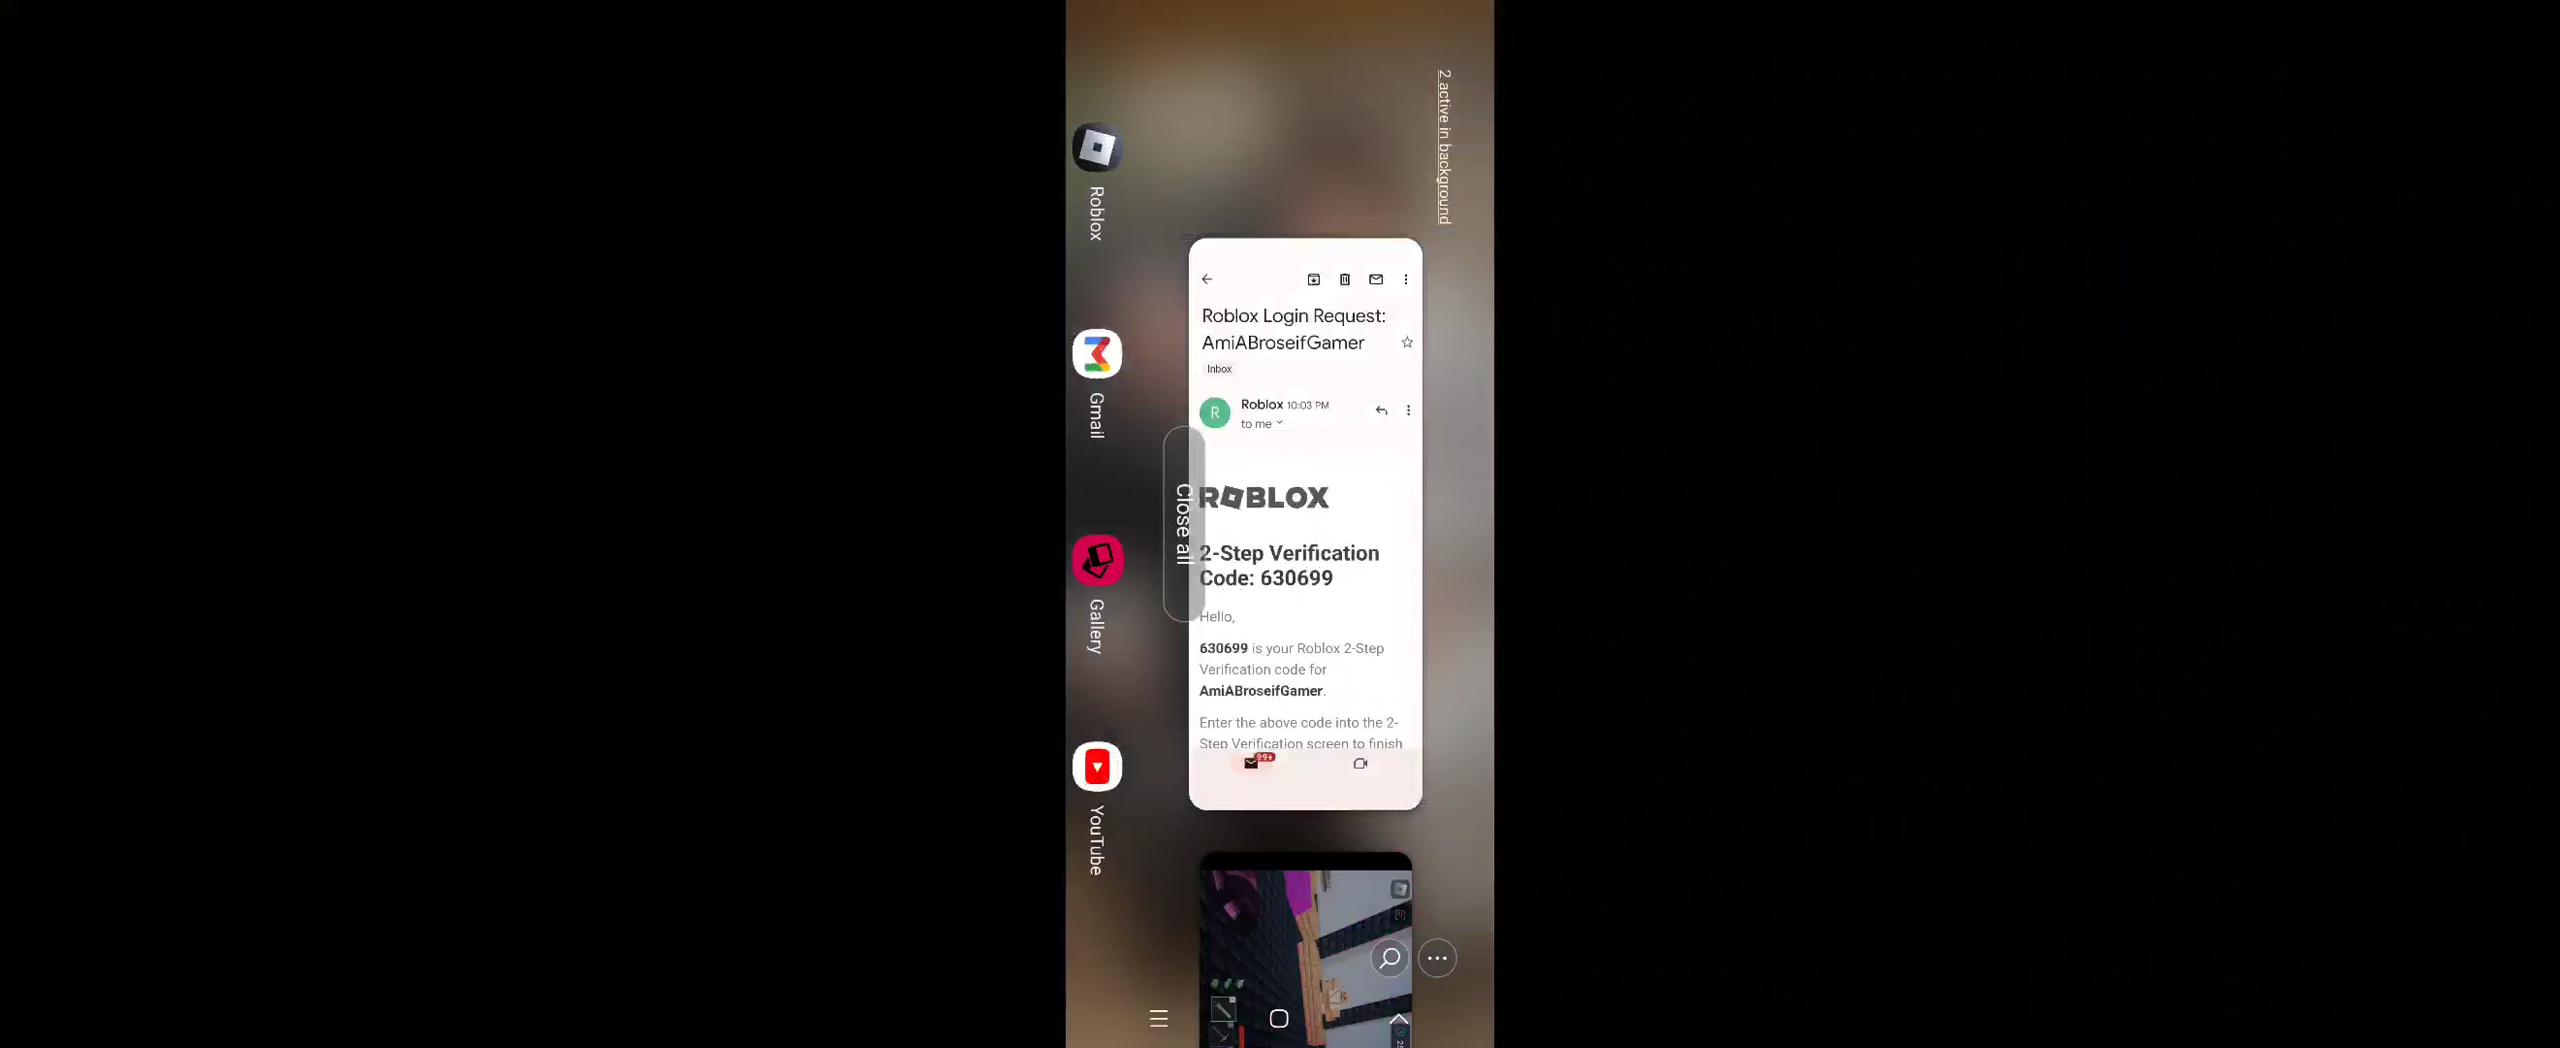 2 active in background
Roblox
Gmail
Gallery
YouTube
Close all
Roblox Login Request:
AmiABroseifGamer
Inbox
R
Roblox 10:03 PM
to me
ROBLOX
2-Step Verification
Code: 630699
Hello,
630699 is your Roblox 2-Step
Verification code for
AmiABroseifGamer.
Enter the above code into the 2-
Step Verification screen to finish
99+